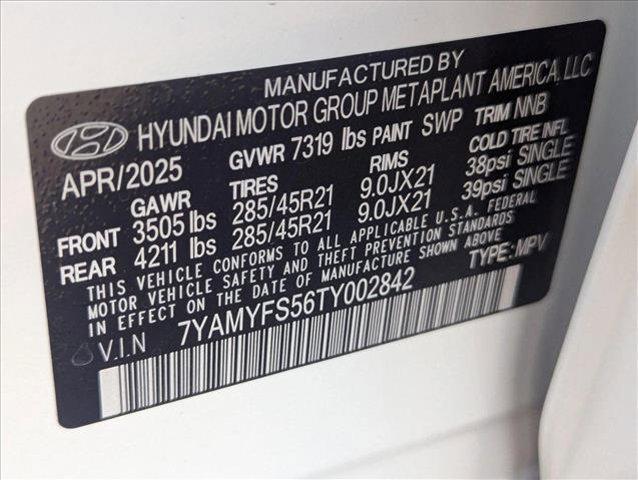 MANUFACTURED BY
HYUNDAI MOTOR GROUP METAPLANT AMERICA, LLC
APR/2025 GVWR 7319 lbs PAINT SWP TRIM NNB
GAWR TIRES RIMS COLD TIRE INFL
FRONT 3505 lbs 285/45R21 9.0JX21 38psi SINGLE
REAR 4211 lbs 285/45R21 9.0JX21 39psi SINGLE
THIS VEHICLE CONFORMS TO ALL APPLICABLE U.S.A. FEDERAL
MOTOR VEHICLE SAFETY AND THEFT PREVENTION STANDARDS
IN EFFECT ON THE DATE OF MANUFACTURE SHOWN ABOVE
V.I.N 7YAMYFS56TY002842 TYPE: MPV